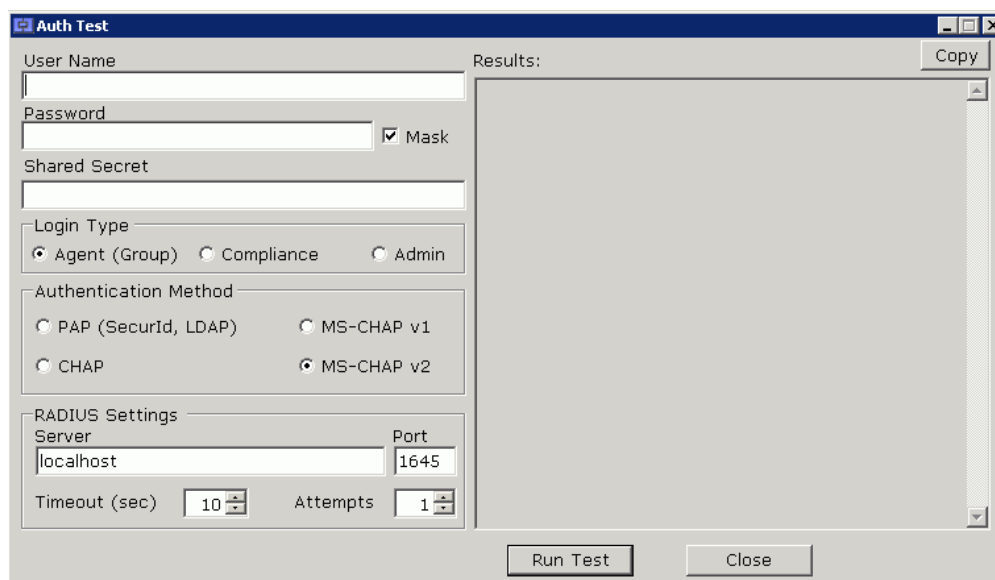 Auth Test
User Name
Results:
Copy
Password
Mask
Shared Secret
Login Type
Agent (Group) Compliance Admin
Authentication Method
PAP (SecurId, LDAP) MS-CHAP v1
CHAP MS-CHAP v2
RADIUS Settings
Server Port
localhost 1645
Timeout (sec) 10 Attempts 1
Run Test Close